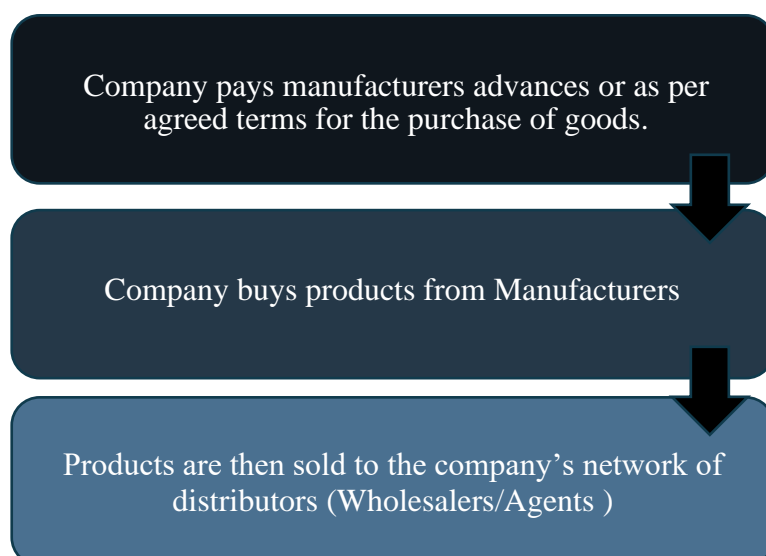 Company pays manufacturers advances or as per
agreed terms for the purchase of goods.
Company buys products from Manufacturers
Products are then sold to the company’s network of
distributors (Wholesalers/Agents )